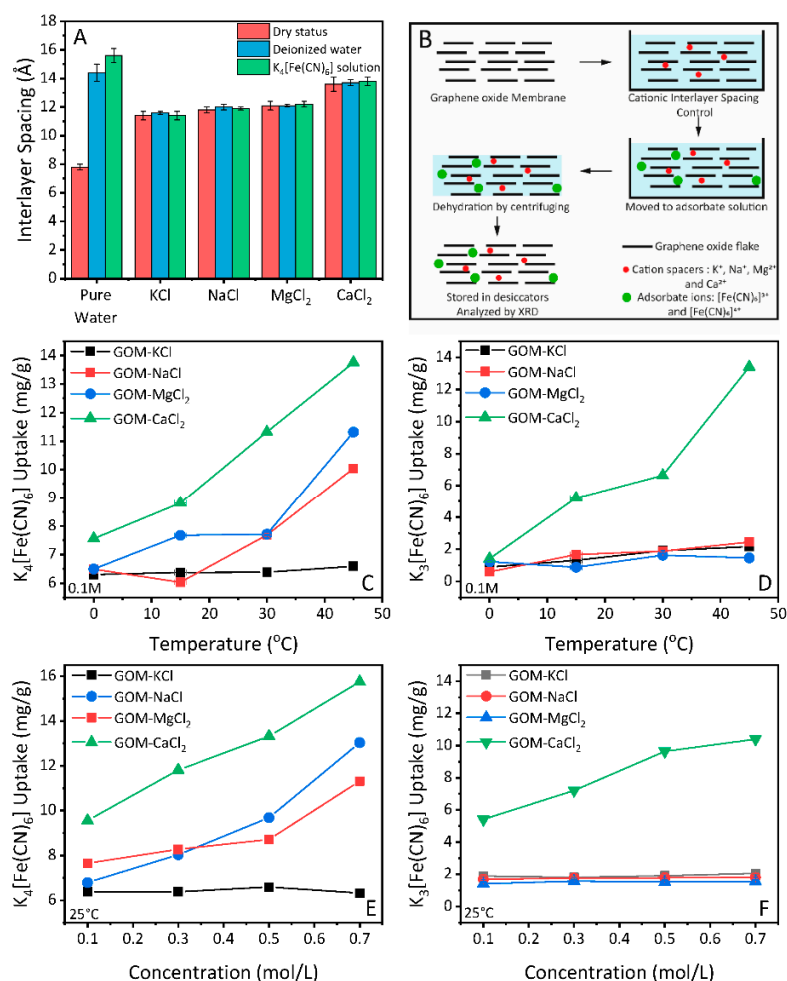 A
Dry status
Deionized water
K₄[Fe(CN)₆] solution
Interlayer Spacing (Å)
16
14
12
10
8
6
4
2
0
Pure Water
KCl
NaCl
MgCl₂
CaCl₂
B
Graphene oxide Membrane
Cationic Interlayer Spacing
Control
Dehydration by centrifuging
Moved to adsorbate solution
Stored in desiccators
Analyzed by XRD
Graphene oxide flake
Cation spacers : K⁺, Na⁺, Mg²⁺
and Ca²⁺
Adsorbate ions: [Fe(CN)₆]³⁻
and [Fe(CN)₆]⁴⁻
GOM-KCl
GOM-NaCl
GOM-MgCl₂
GOM-CaCl₂
K₄[Fe(CN)₆] Uptake (mg/g)
14
13
12
11
10
9
8
7
6
0.1M
C
0 10 20 30 40 50
Temperature (°C)
GOM-KCl
GOM-NaCl
GOM-MgCl₂
GOM-CaCl₂
K₃[Fe(CN)₆] Uptake (mg/g)
14
12
10
8
6
4
2
0
0.1M
D
0 10 20 30 40 50
Temperature (°C)
GOM-KCl
GOM-NaCl
GOM-MgCl₂
GOM-CaCl₂
K₄[Fe(CN)₆] Uptake (mg/g)
16
14
12
10
8
6
25°C
E
0.1 0.2 0.3 0.4 0.5 0.6 0.7
Concentration (mol/L)
GOM-KCl
GOM-NaCl
GOM-MgCl₂
GOM-CaCl₂
K₃[Fe(CN)₆] Uptake (mg/g)
14
12
10
8
6
4
2
0
25°C
F
0.1 0.2 0.3 0.4 0.5 0.6 0.7
Concentration (mol/L)